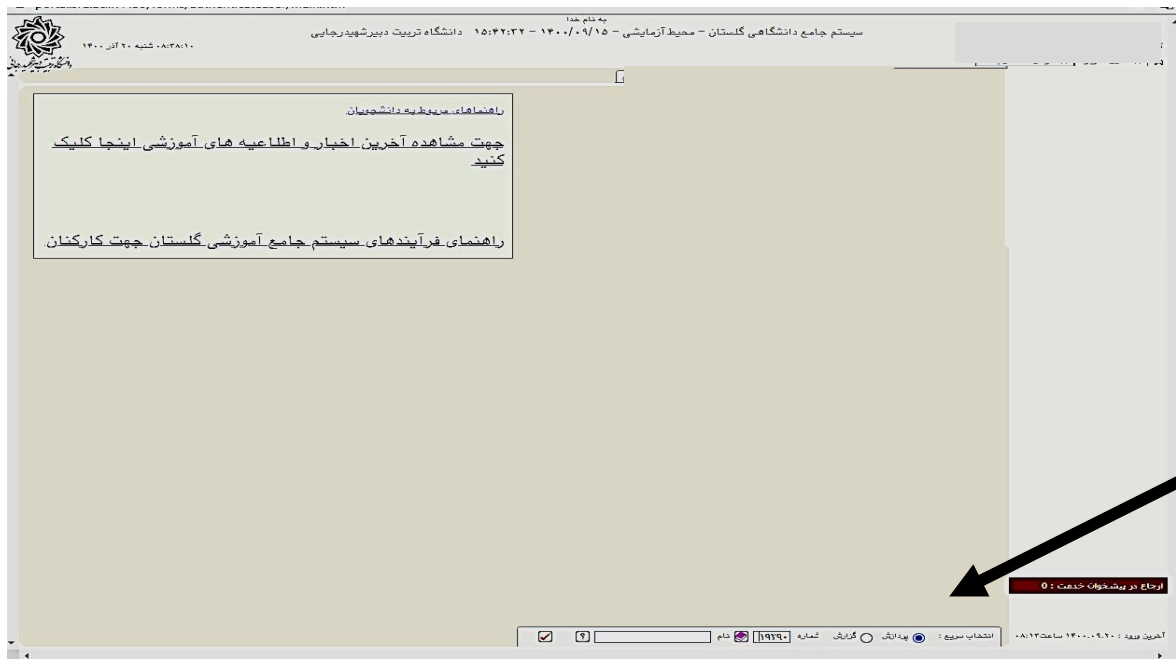 به نام خدا
سیستم جامع دانشگاهی گلستان - محیط آزمایشی - ۱۴۰۰/۰۹/۱۵ - ۱۵:۴۲:۳۲ دانشگاه تربیت دبیر شهیدرجایی
۰۸:۳۸:۱۰ شنبه ۲۰ آذر ۱۴۰۰
راهنماهای مربوط به دانشجویان
جهت مشاهده آخرین اخبار و اطلاعیه های آموزشی اینجا کلیک
کنید
راهنمای فرآیندهای سیستم جامع آموزشی گلستان جهت کارکنان
ارجاع در پیشخوان خدمت : 0
آخرین ورود : ۱۴۰۰.۰۹.۲۰ ساعت ۰۸:۱۳
انتخاب سریع : پردازش گزارش شماره ۱۹۲۹۰ نام ؟